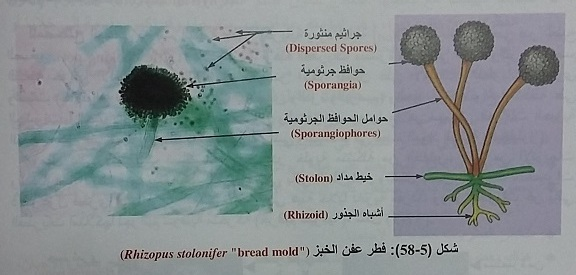 جراثيم منثورة
(Dispersed Spores)
حوافظ جرثومية
(Sporangia)
حوامل الحوافظ الجرثومية
(Sporangiophores)
خيط مداد (Stolon)
أشباه الجذور (Rhizoid)
شكل (5-58): فطر عفن الخبز (Rhizopus stolonifer "bread mold")